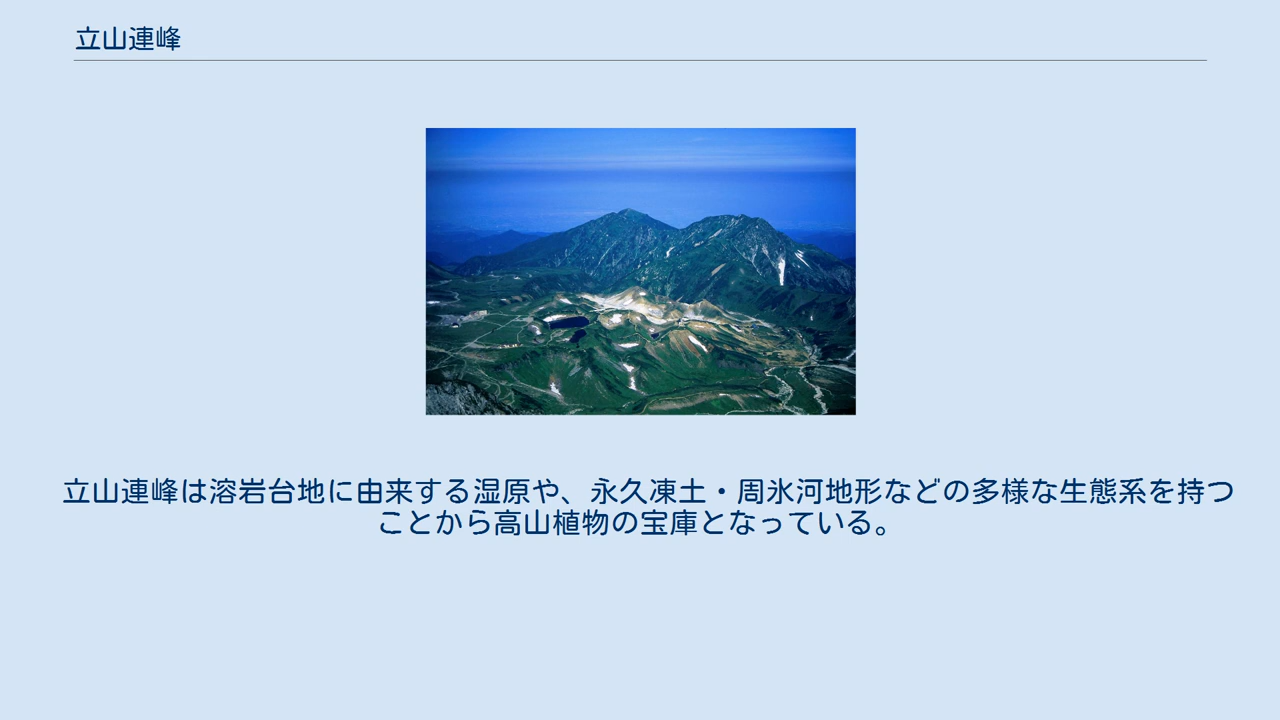 立山連峰
立山連峰は溶岩台地に由来する湿原や、永久凍土・周氷河地形などの多様な生態系を持つ
ことから高山植物の宝庫となっている。